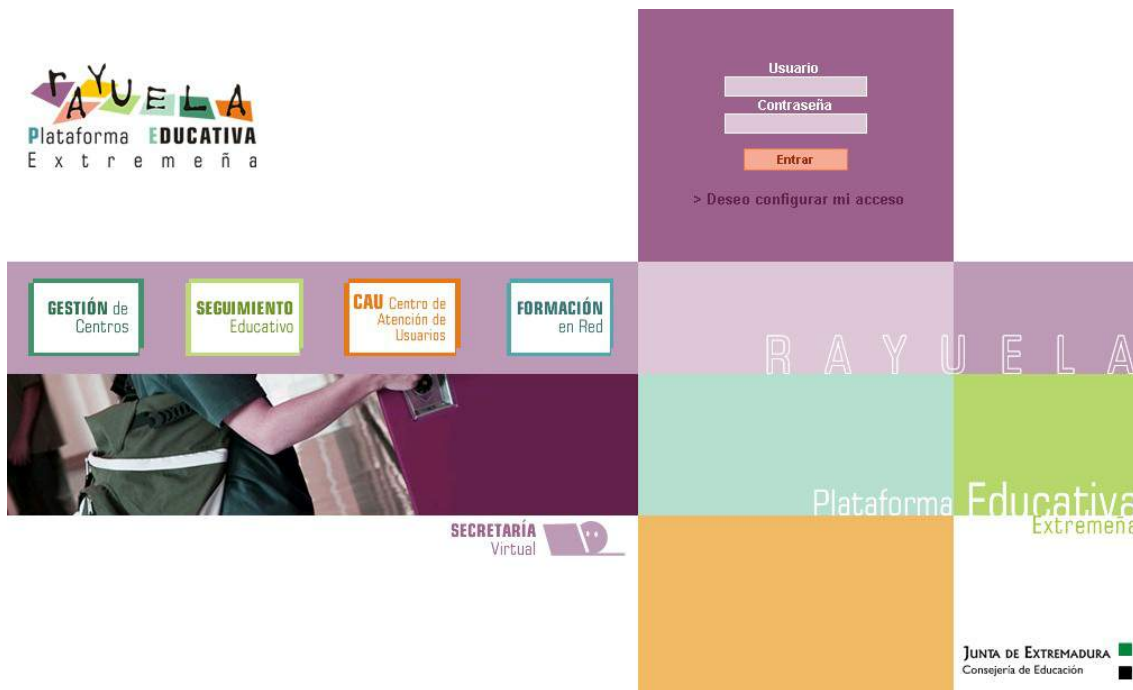 RAYUELA
Plataforma EDUCATIVA
Extremeña
Usuario
Contraseña
Entrar
> Deseo configurar mi acceso
GESTIÓN de
Centros
SEGUIMIENTO
Educativo
CAU Centro de
Atención de
Usuarios
FORMACIÓN
en Red
RAYUELA
Plataforma Educativa
Extremeña
SECRETARÍA
Virtual
JUNTA DE EXTREMADURA
Consejería de Educación